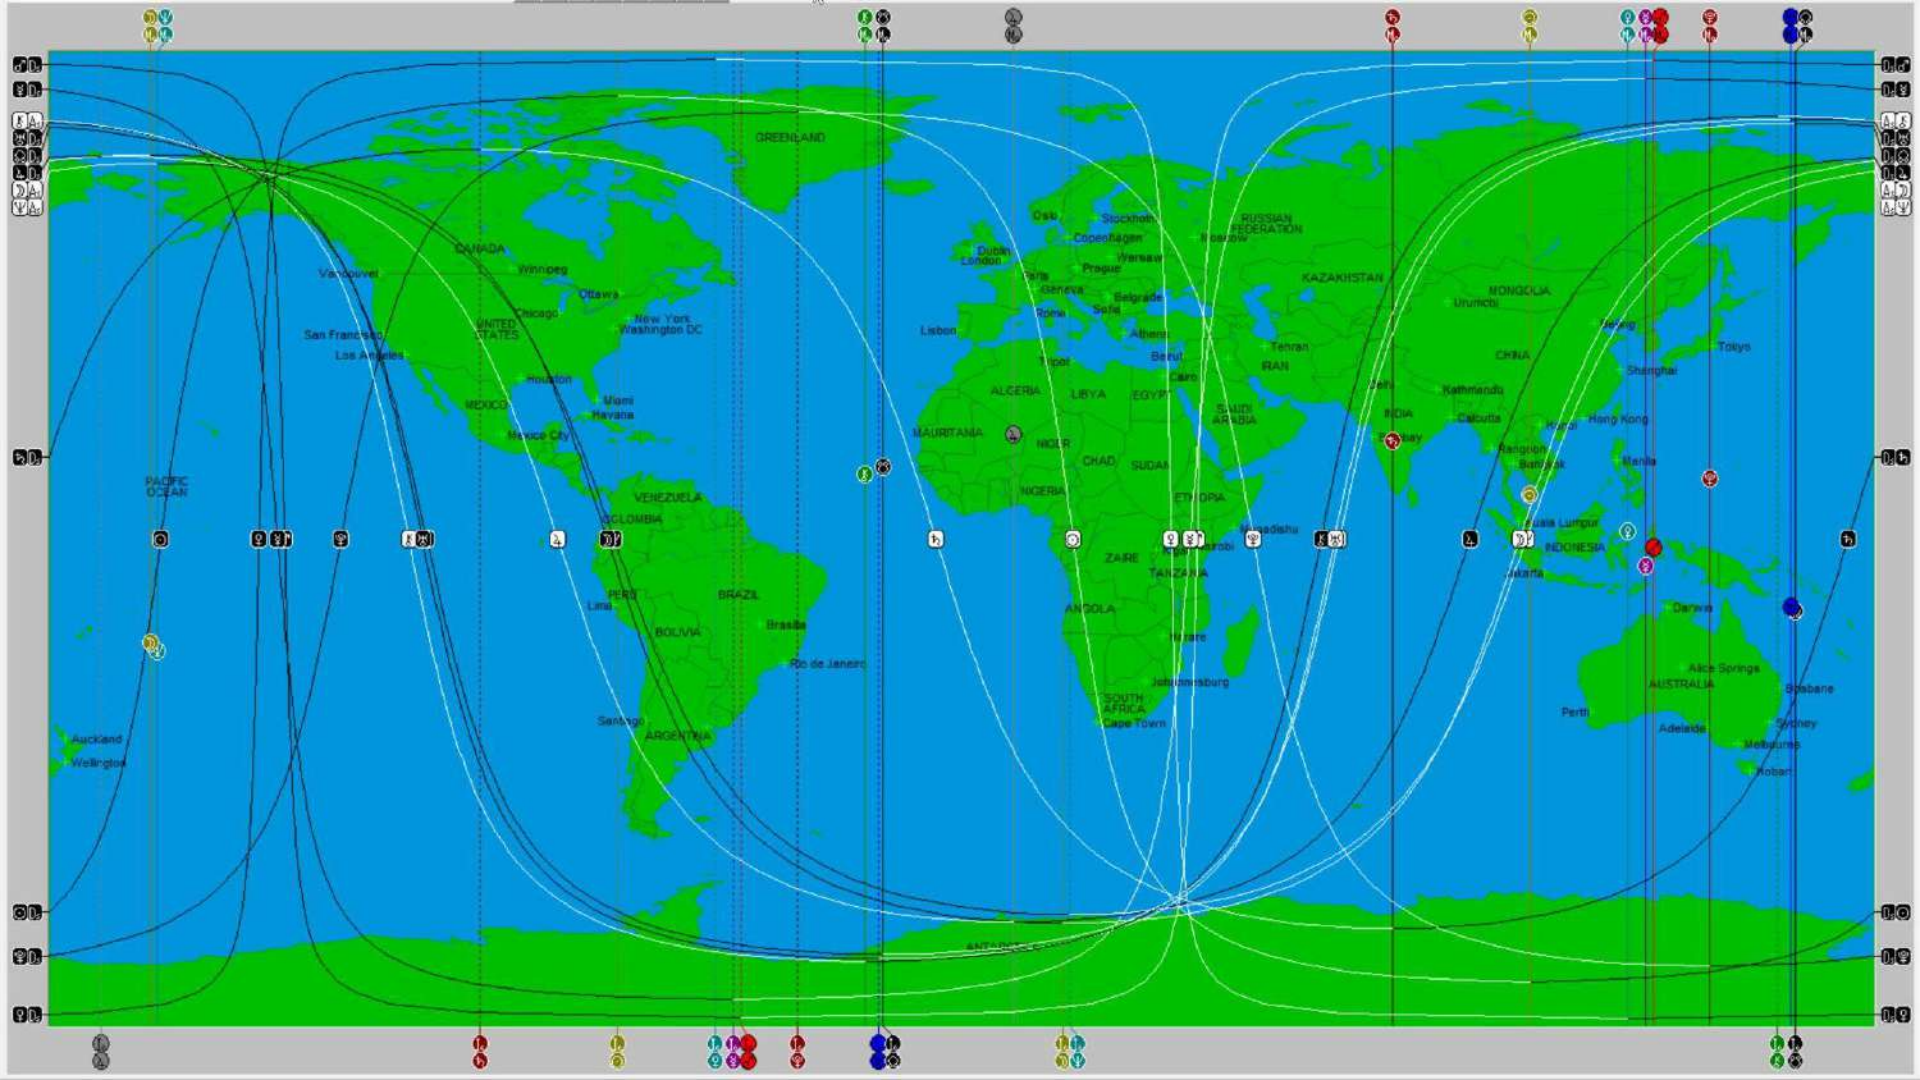 GREENLAND
Oslo
Stockholm
RUSSIAN
FEDERATION
Copenhagen
Moscow
CANADA
Dublin
London
Warsaw
Vancouver
Winnipeg
Paris
Prague
KAZAKHSTAN
Ottawa
Geneva
Belgrade
MONGOLIA
Urumchi
Chicago
New York
Rome
Sofia
UNITED
STATES
Washington DC
Lisbon
Athens
Beijing
San Francisco
Los Angeles
Beirut
Tehran
CHINA
Tokyo
Tripoli
IRAN
Shanghai
Houston
Cairo
Delhi
Kathmandu
ALGERIA
LIBYA
EGYPT
Miami
MEXICO
Havana
SAUDI
ARABIA
INDIA
Calcutta
Hong Kong
Mexico City
MAURITANIA
NIGER
Hanoi
Rangoon
CHAD
SUDAN
Bangkok
Manila
PACIFIC
OCEAN
VENEZUELA
NIGERIA
ETHIOPIA
COLOMBIA
Mogadishu
Kuala Lumpur
Nairobi
INDONESIA
ZAIRE
TANZANIA
Jakarta
PERU
BRAZIL
Lima
ANGOLA
Darwin
Brasilia
BOLIVIA
Harare
Rio de Janeiro
Alice Springs
Johannesburg
AUSTRALIA
Brisbane
SOUTH
AFRICA
Perth
Santiago
Cape Town
Sydney
Adelaide
ARGENTINA
Auckland
Melbourne
Wellington
Hobart